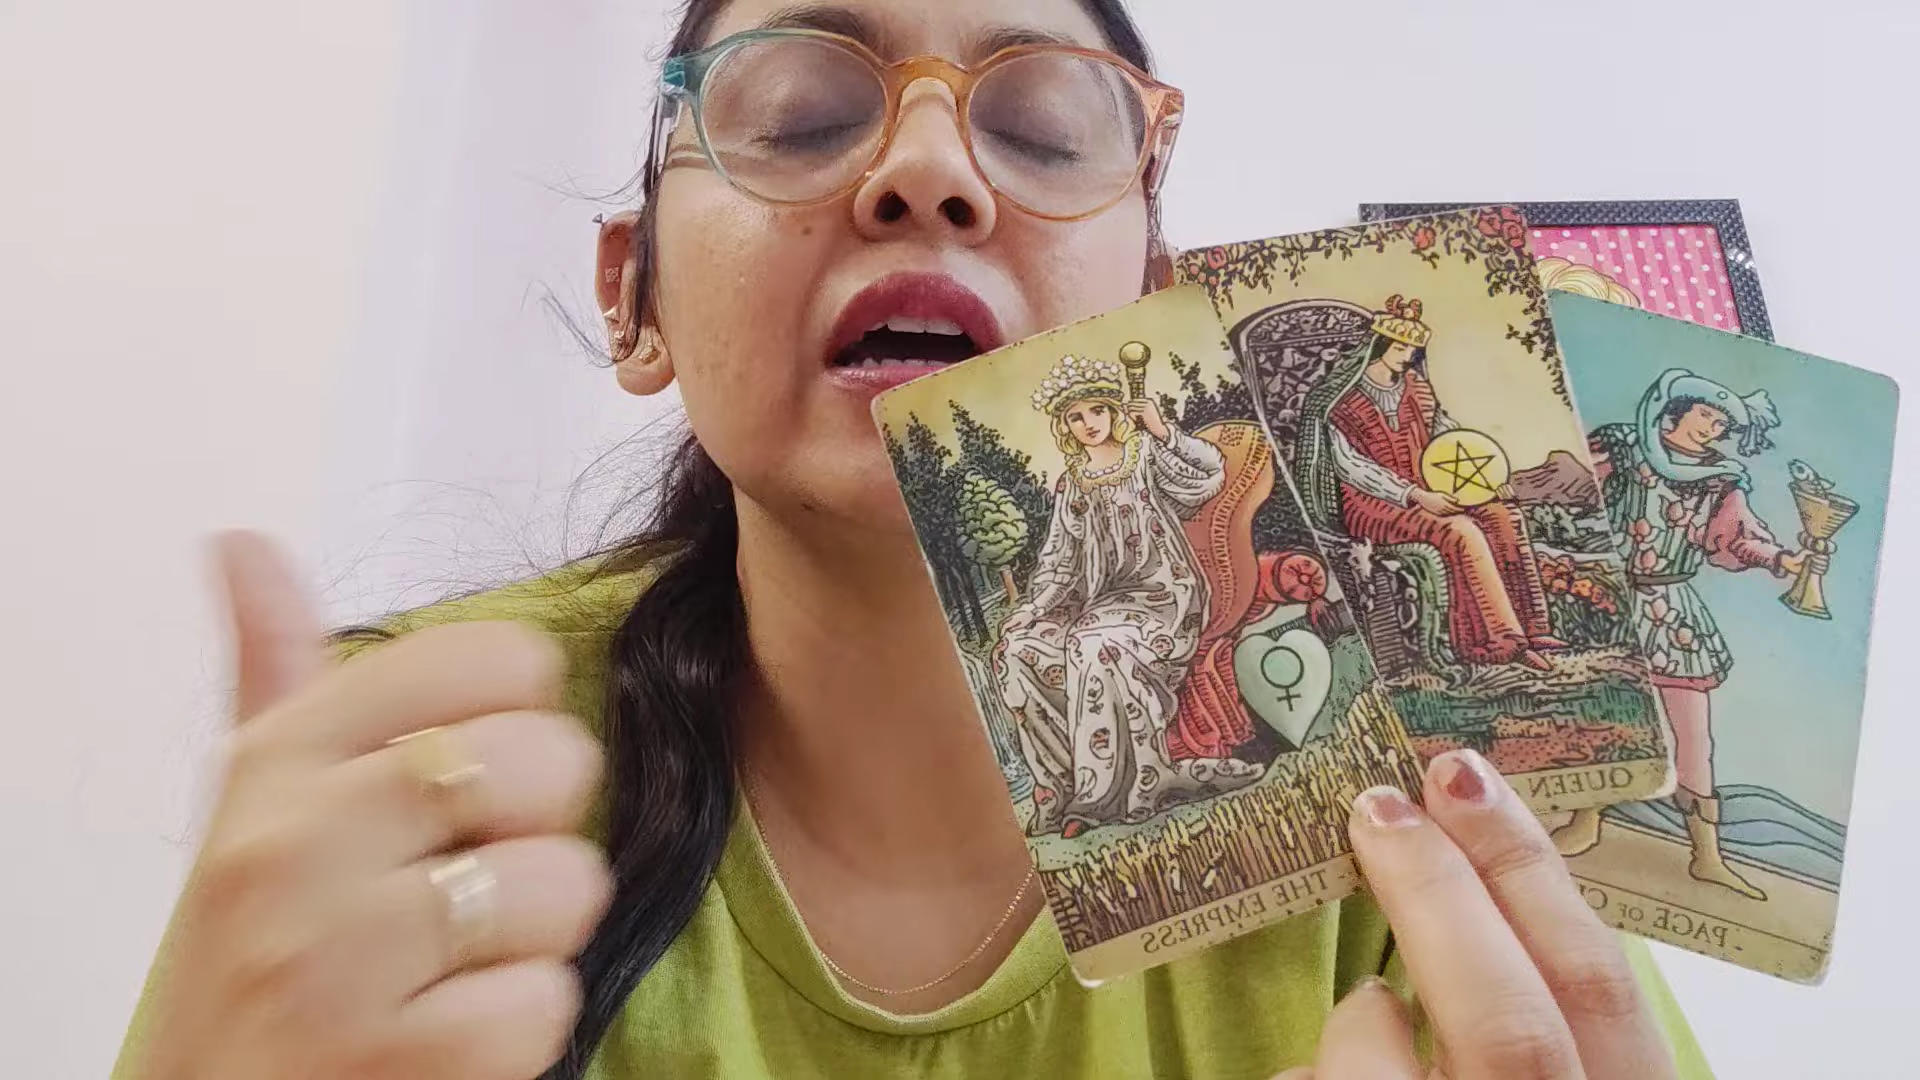 · THE EMPRESS ·
QUEEN
· PAGE OF C